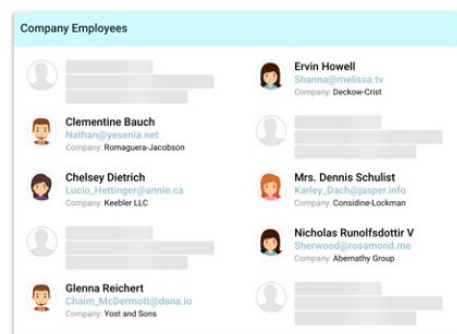 Company Employees
Ervin Howell
Shanna@melissa.tv
Company: Deckow-Crist
Clementine Bauch
Nathan@yesenia.net
Company: Romaguera-Jacobson
Chelsey Dietrich
Lucio_Hettinger@annie.ca
Company: Keebler LLC
Mrs. Dennis Schulist
Karley_Dach@jasper.info
Company: Considine-Lockman
Nicholas Runolfsdottir V
Sherwood@rosamond.me
Company: Abernathy Group
Glenna Reichert
Chaim_McDermott@dana.io
Company: Yost and Sons